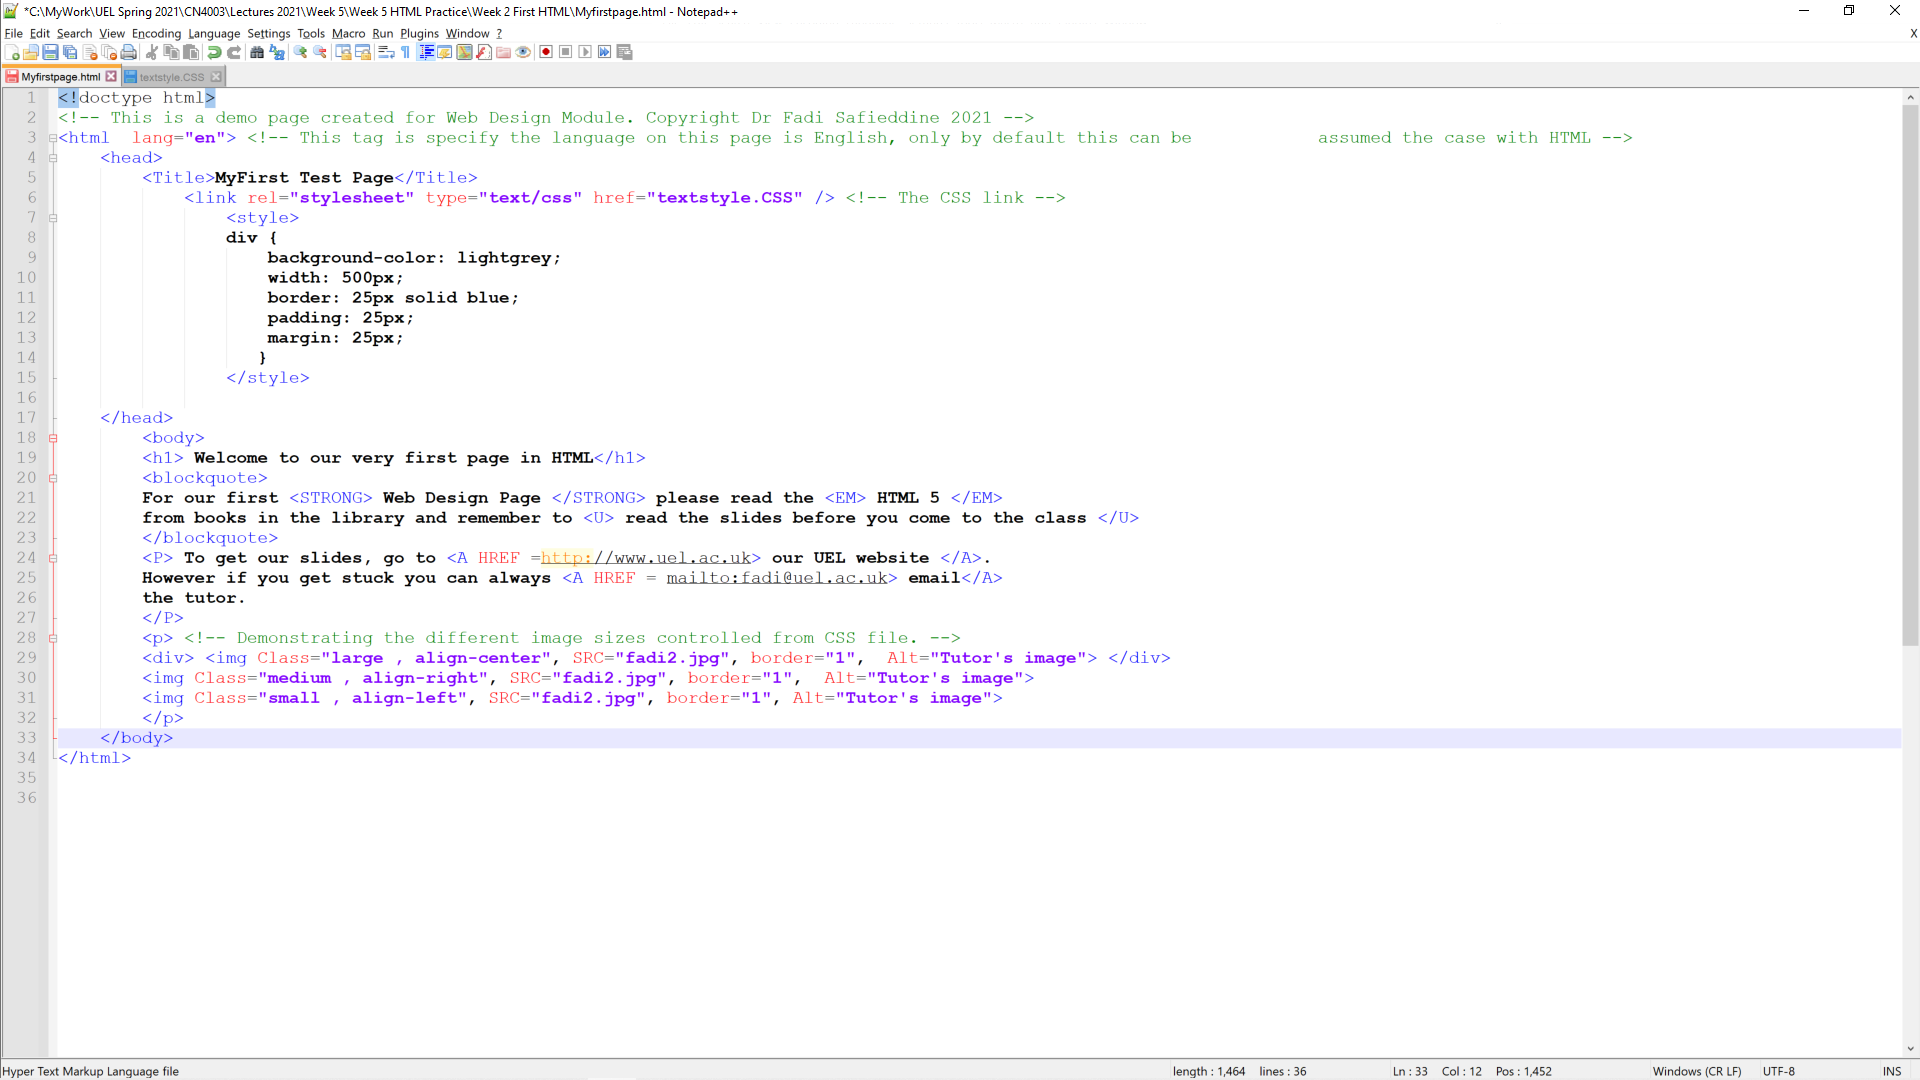 *C:\MyWork\UEL Spring 2021\CN4003\Lectures 2021\Week 5\Week 5 HTML Practice\Week 2 First HTML\Myfirstpage.html - Notepad++
File Edit Search View Encoding Language Settings Tools Macro Run Plugins Window ? X
Myfirstpage.html textstyle.CSS
1 <!doctype html>
2 <!-- This is a demo page created for Web Design Module. Copyright Dr Fadi Safieddine 2021 -->
3 <html lang="en"> <!-- This tag is specify the language on this page is English, only by default this can be assumed the case with HTML -->
4 <head>
5 <Title>MyFirst Test Page</Title>
6 <link rel="stylesheet" type="text/css" href="textstyle.CSS" /> <!-- The CSS link -->
7 <style>
8 div {
9 background-color: lightgrey;
10 width: 500px;
11 border: 25px solid blue;
12 padding: 25px;
13 margin: 25px;
14 }
15 </style>
16
17 </head>
18 <body>
19 <h1> Welcome to our very first page in HTML</h1>
20 <blockquote>
21 For our first <STRONG> Web Design Page </STRONG> please read the <EM> HTML 5 </EM>
22 from books in the library and remember to <U> read the slides before you come to the class </U>
23 </blockquote>
24 <P> To get our slides, go to <A HREF =http://www.uel.ac.uk> our UEL website </A>.
25 However if you get stuck you can always <A HREF = mailto:fadi@uel.ac.uk> email</A>
26 the tutor.
27 </P>
28 <p> <!-- Demonstrating the different image sizes controlled from CSS file. -->
29 <div> <img Class="large , align-center", SRC="fadi2.jpg", border="1", Alt="Tutor's image"> </div>
30 <img Class="medium , align-right", SRC="fadi2.jpg", border="1", Alt="Tutor's image">
31 <img Class="small , align-left", SRC="fadi2.jpg", border="1", Alt="Tutor's image">
32 </p>
33 </body>
34 </html>
35
36
Hyper Text Markup Language file length : 1,464 lines : 36 Ln : 33 Col : 12 Pos : 1,452 Windows (CR LF) UTF-8 INS